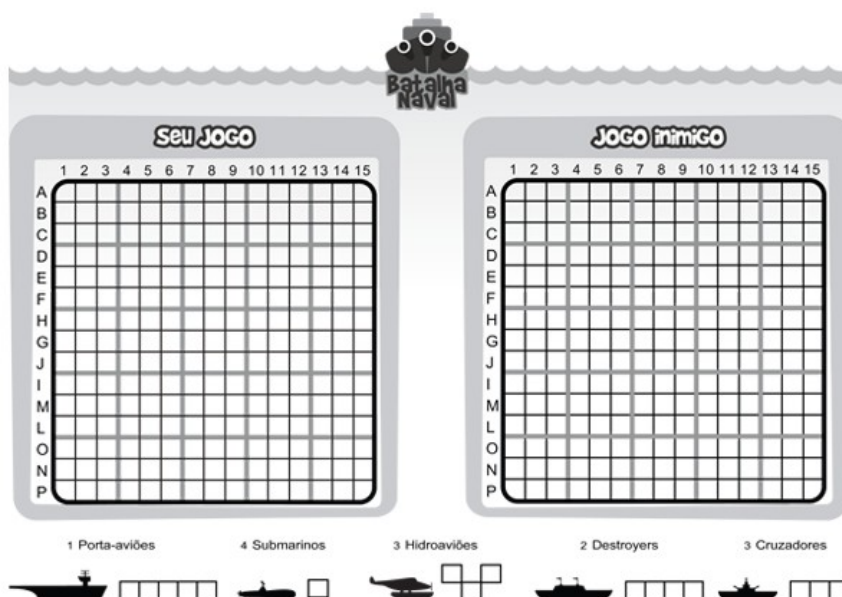 Batalha
Naval
Seu JOGO
1 2 3 4 5 6 7 8 9 10 11 12 13 14 15
A
B
C
D
E
F
H
G
J
I
M
L
O
N
P
JOGO inimiGO
1 2 3 4 5 6 7 8 9 10 11 12 13 14 15
A
B
C
D
E
F
H
G
J
I
M
L
O
N
P
1 Porta-aviões
4 Submarinos
3 Hidroaviões
2 Destroyers
3 Cruzadores